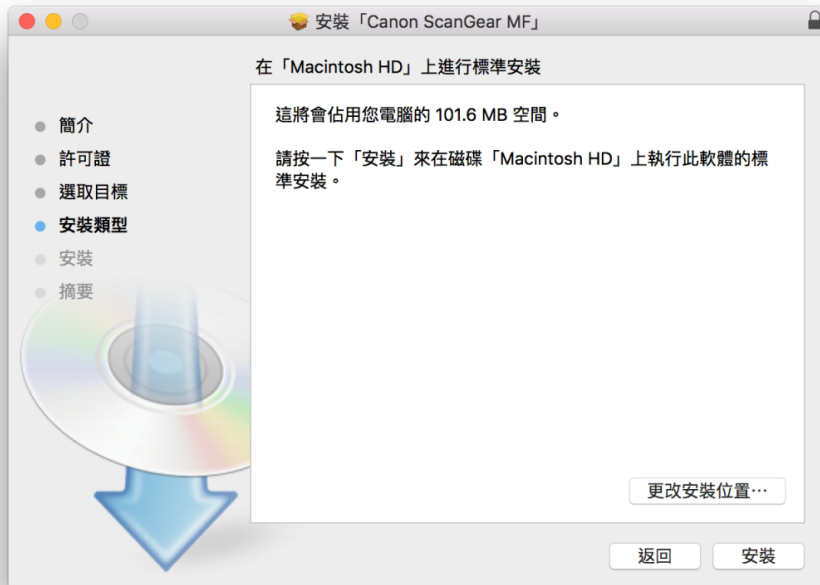 安裝「Canon ScanGear MF」
在「Macintosh HD」上進行標準安裝
簡介
許可證
選取目標
安裝類型
安裝
摘要
這將會佔用您電腦的 101.6 MB 空間。
請按一下「安裝」來在磁碟「Macintosh HD」上執行此軟體的標
準安裝。
更改安裝位置⋯
返回
安裝